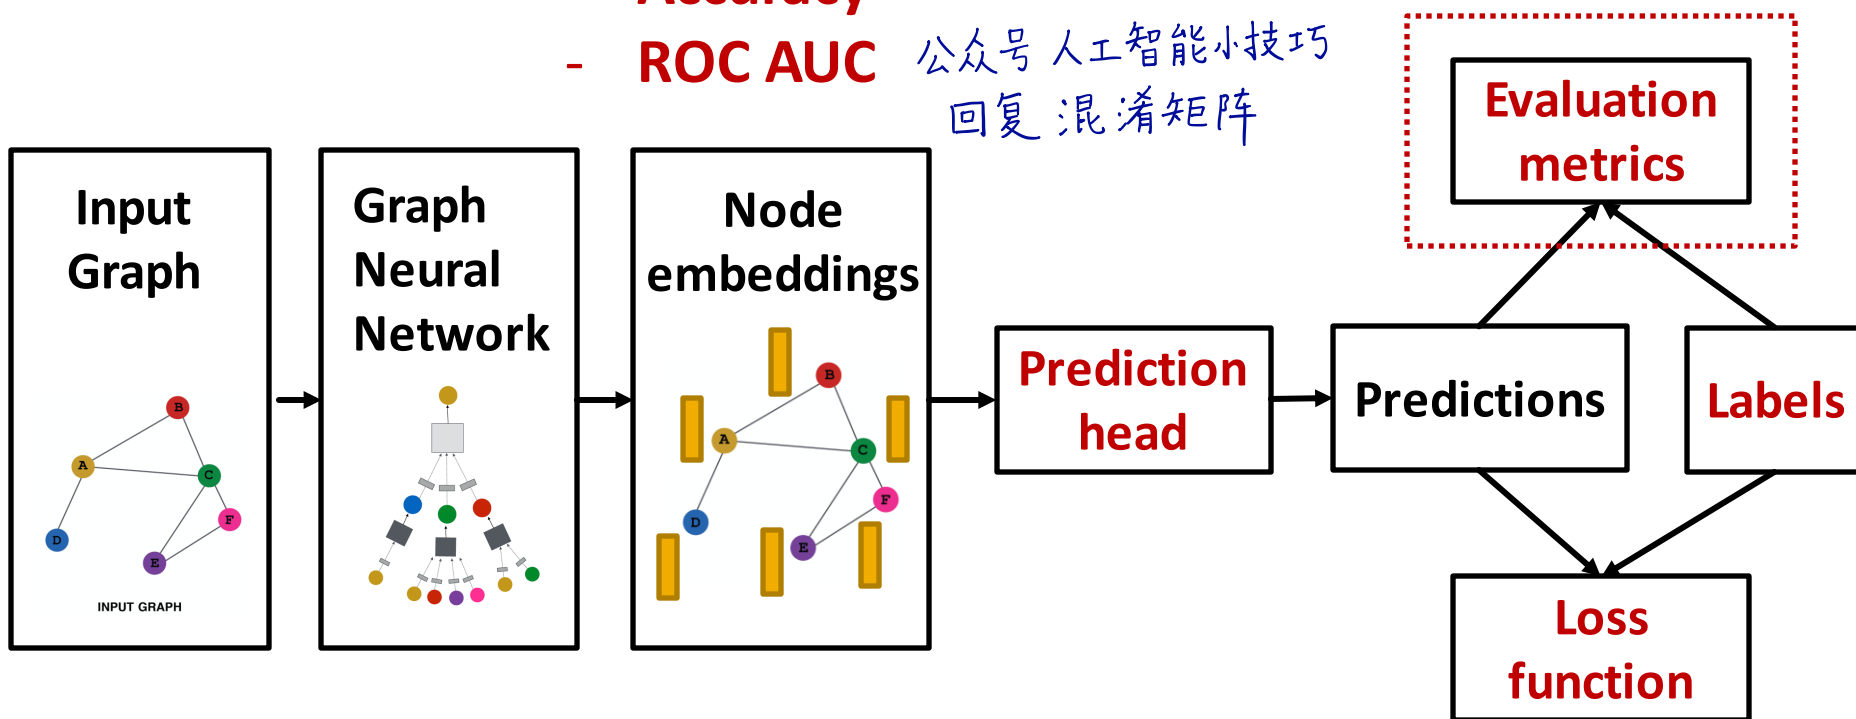 Accuracy
- ROC AUC
公众号 人工智能小技巧
回复 混淆矩阵
Input
Graph
B
A
C
F
D
E
INPUT GRAPH
Graph
Neural
Network
Node
embeddings
B
A
C
F
D
E
Prediction
head
Predictions
Labels
Evaluation
metrics
Loss
function